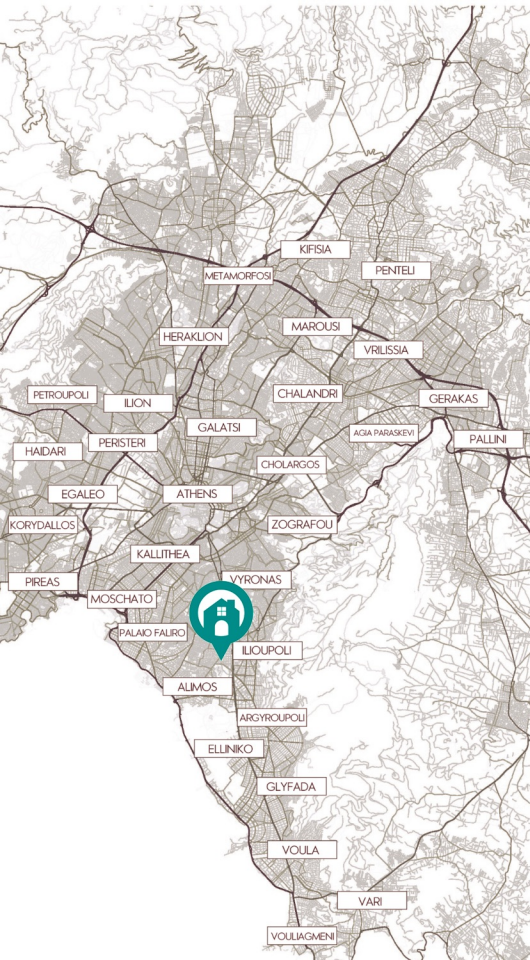 KIFISIA
PENTELI
METAMORFOSI
MAROUSI
HERAKLION
VRILISSIA
PETROUPOLI
ILION
CHALANDRI
GERAKAS
GALATSI
AGIA PARASKEVI
PALLINI
HAIDARI
PERISTERI
CHOLARGOS
EGALEO
ATHENS
KORYDALLOS
ZOGRAFOU
KALLITHEA
PIREAS
VYRONAS
MOSCHATO
PALAIO FALIRO
ILIOUPOLI
ALIMOS
ARGYROUPOLI
ELLINIKO
GLYFADA
VOULA
VARI
VOULIAGMENI